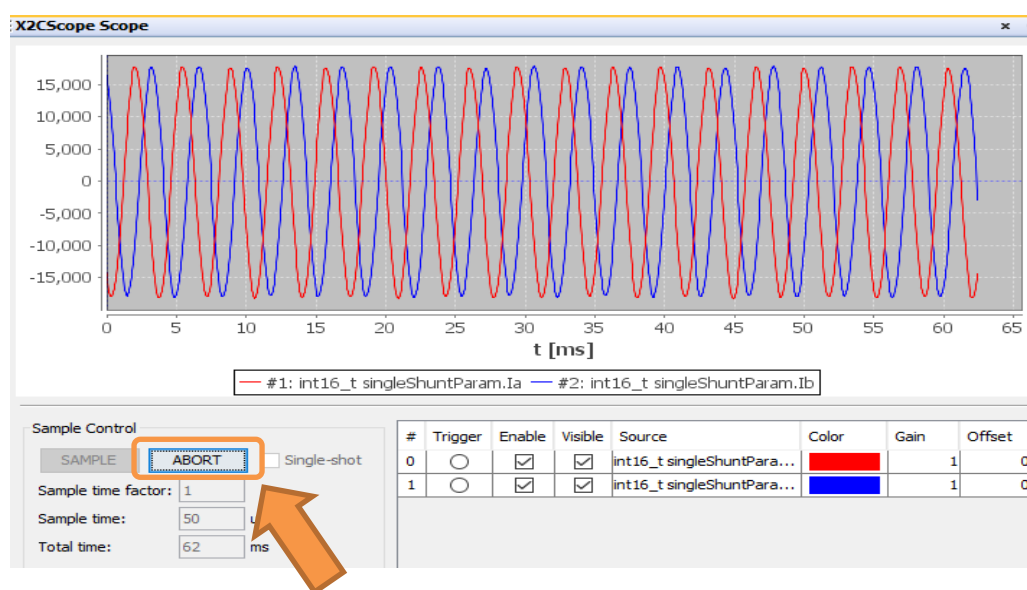 X2CScope Scope ×
15,000
10,000
5,000
0
-5,000
-10,000
-15,000
0 5 10 15 20 25 30 35 40 45 50 55 60 65
t [ms]
#1: int16_t singleShuntParam.Ia #2: int16_t singleShuntParam.Ib
Sample Control
SAMPLE ABORT Single-shot
Sample time factor: 1
Sample time: 50
Total time: 62 ms
# Trigger Enable Visible Source Color Gain Offset
0 int16_t singleShuntPara... 1 0
1 int16_t singleShuntPara... 1 0